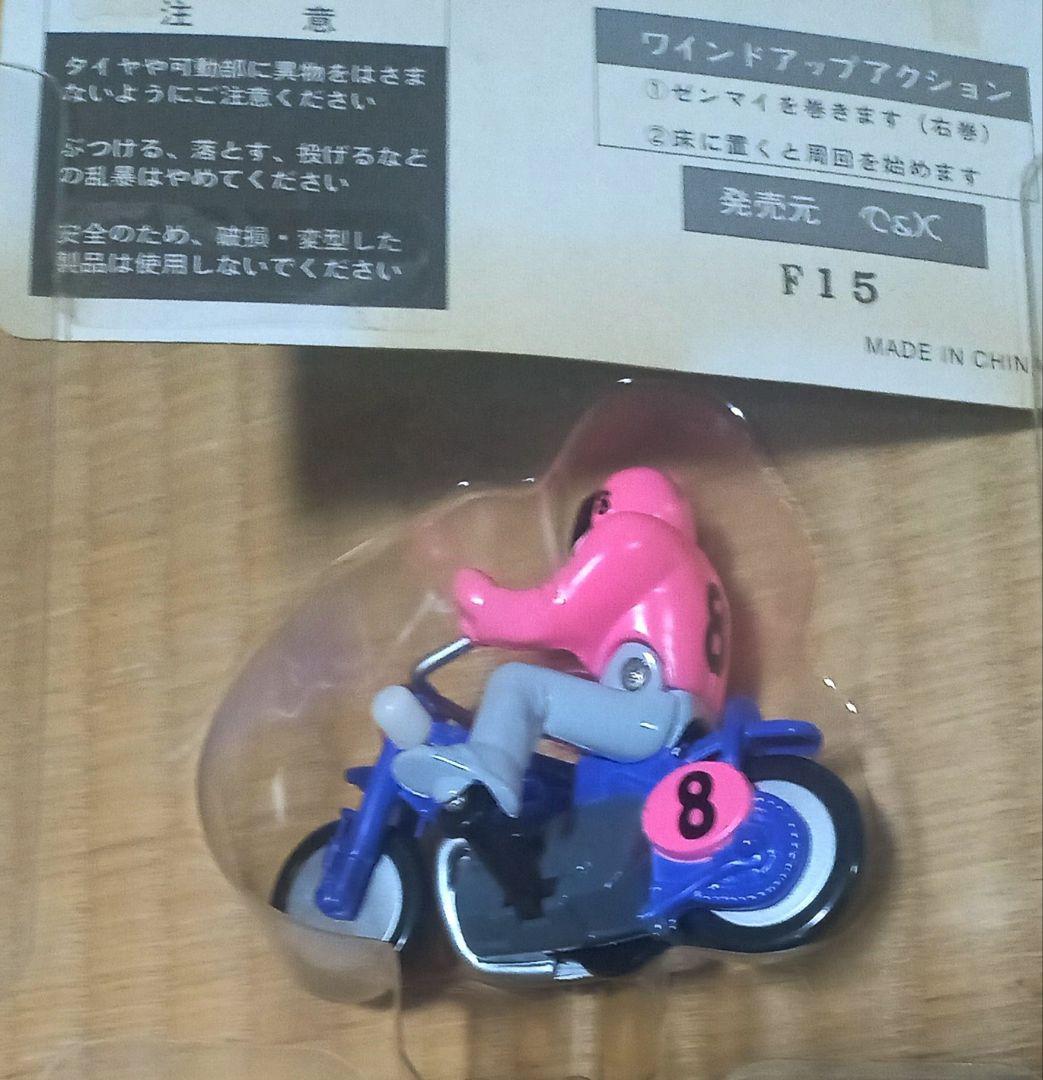 注 意
タイヤや可動部に異物をはさま
ないようにご注意ください
ぶつける、落とす、投げるなど
の乱暴はやめてください
安全のため、破損・変型した
製品は使用しないでください
ワインドアップアクション
①ゼンマイを巻きます（右巻）
②床に置くと周回を始めます
発売元
F15
MADE IN CHIN
8
8